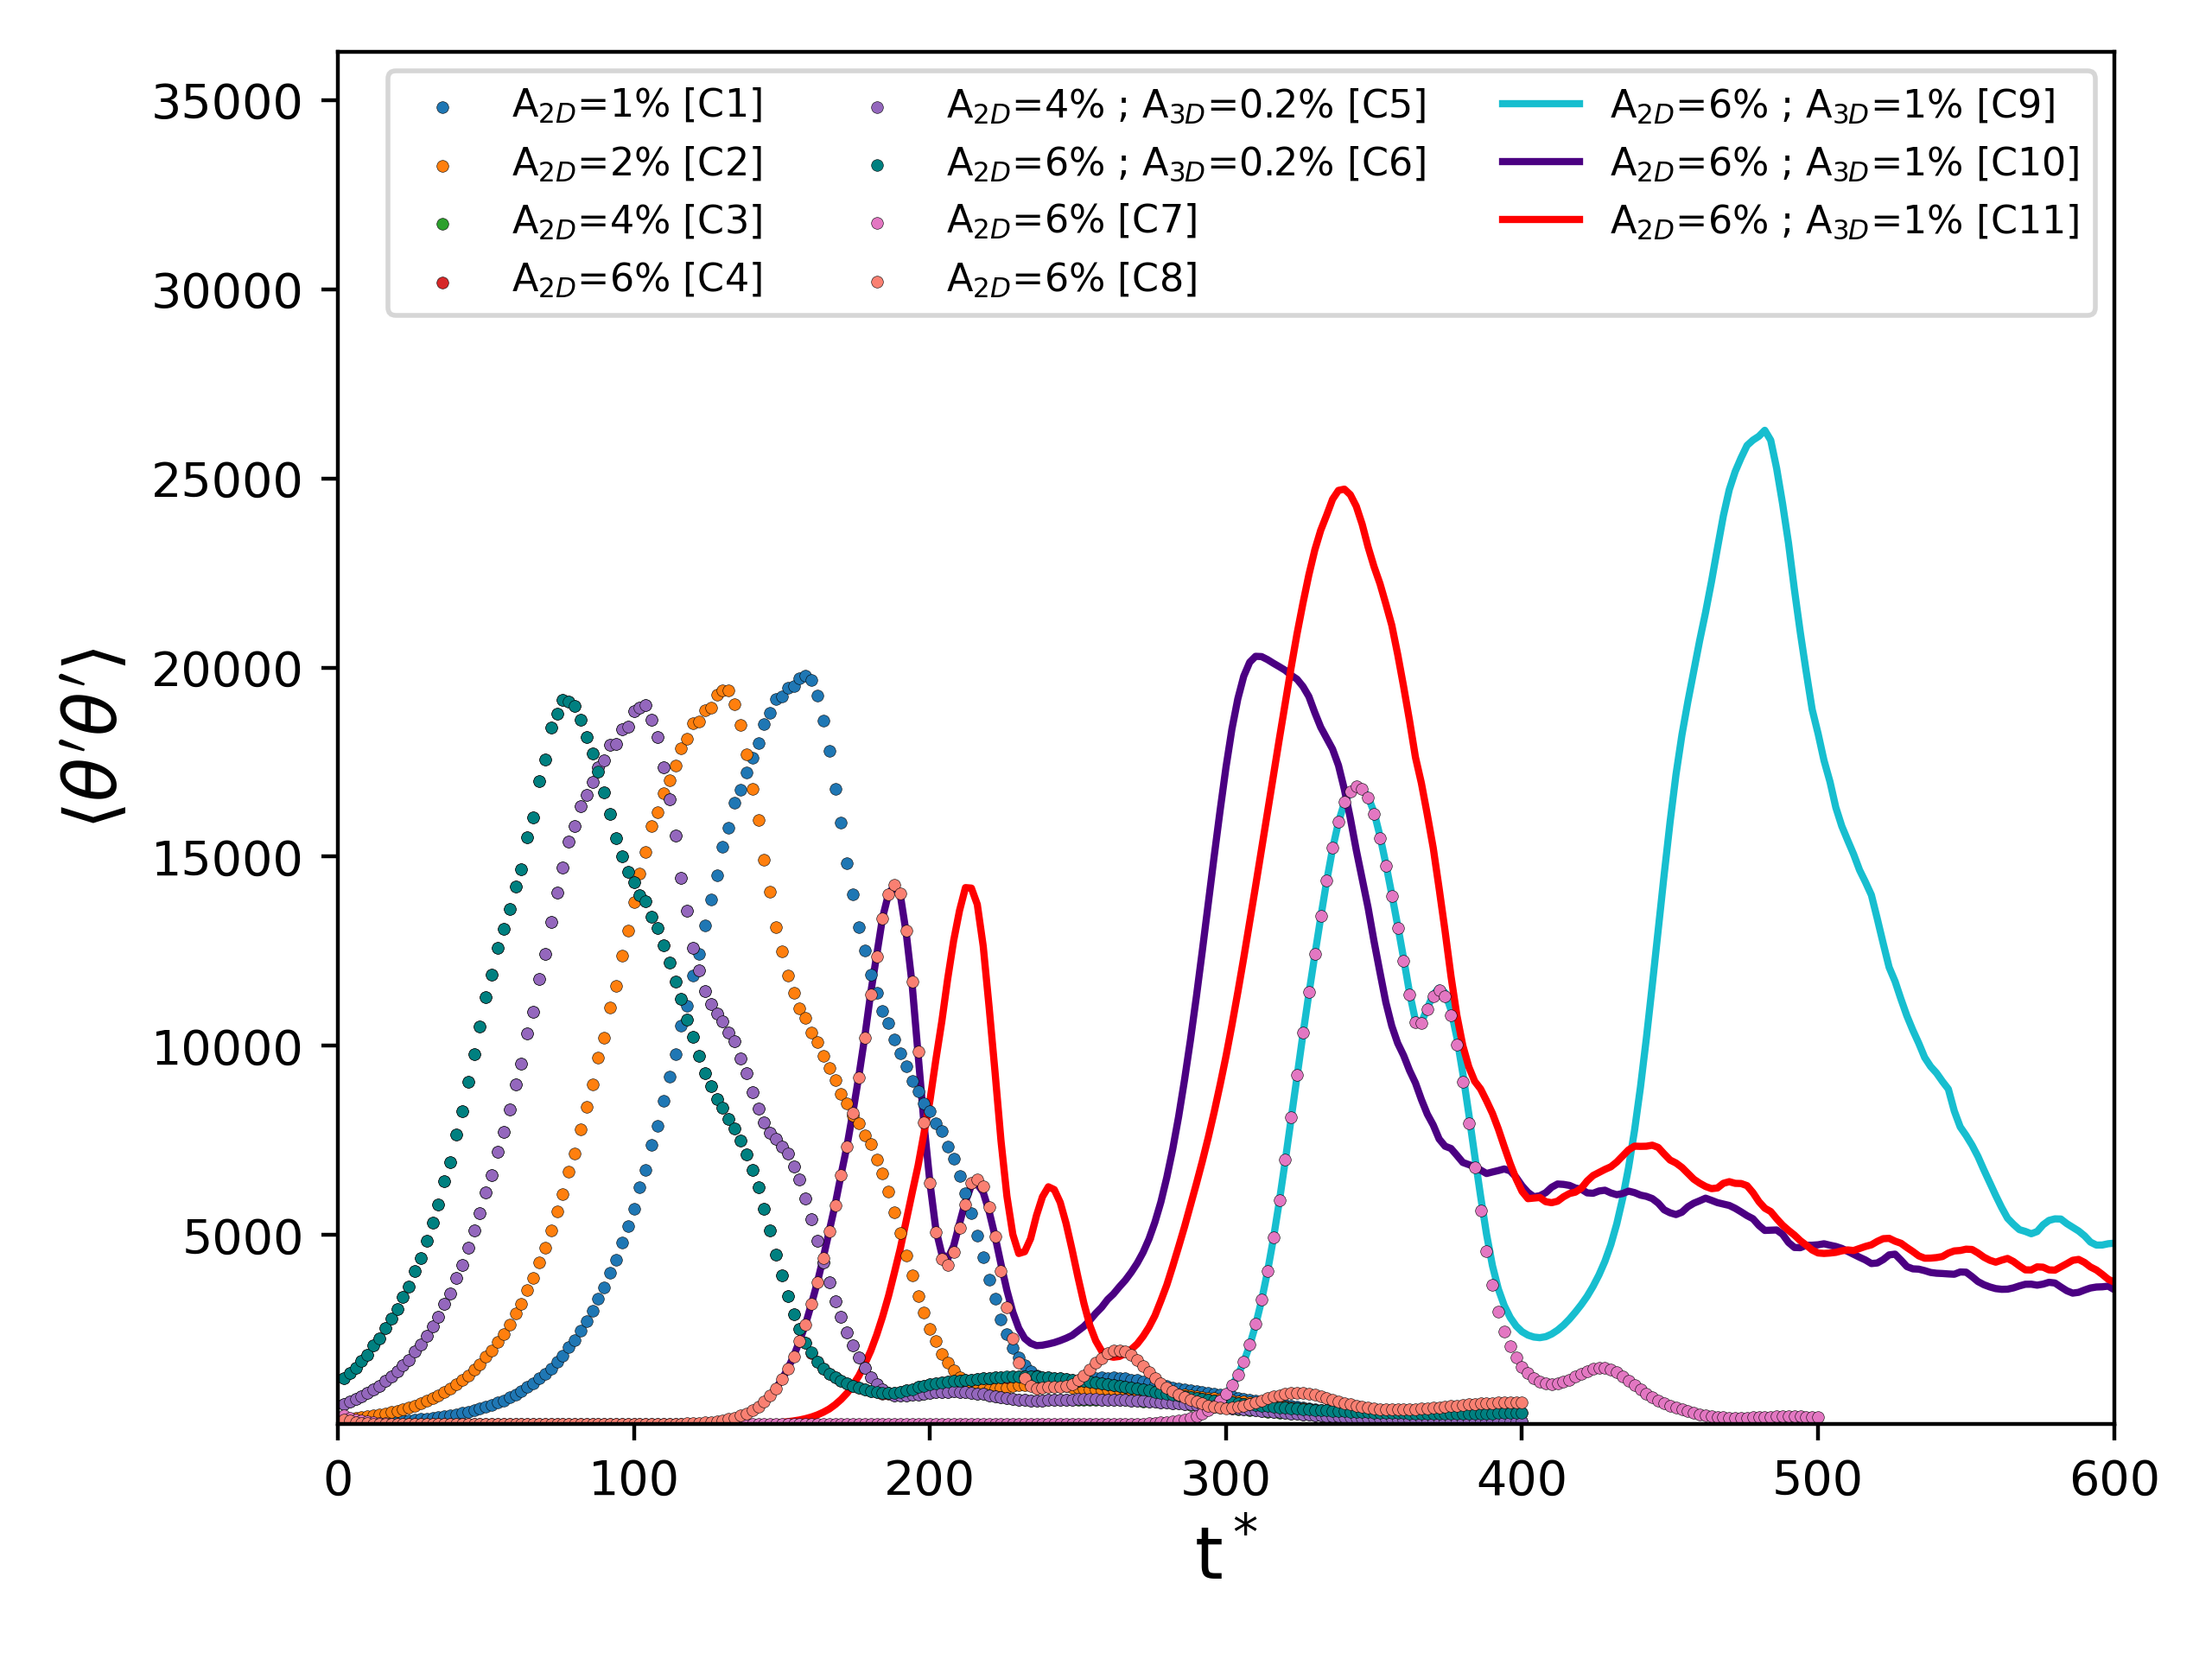 A2D=1% [C1]
A2D=2% [C2]
A2D=4% [C3]
A2D=6% [C4]
A2D=4% ; A3D=0.2% [C5]
A2D=6% ; A3D=0.2% [C6]
A2D=6% [C7]
A2D=6% [C8]
A2D=6% ; A3D=1% [C9]
A2D=6% ; A3D=1% [C10]
A2D=6% ; A3D=1% [C11]
35000
30000
25000
20000
15000
10000
5000
⟨θ′θ′⟩
0 100 200 300 400 500 600
t*